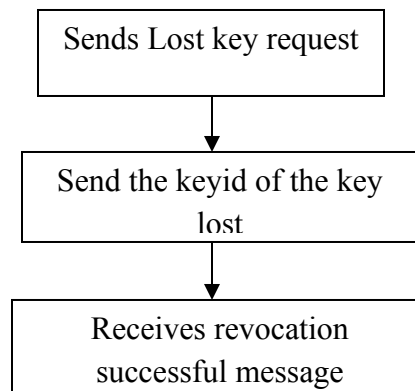 Sends Lost key request
Send the keyid of the key
lost
Receives revocation
successful message